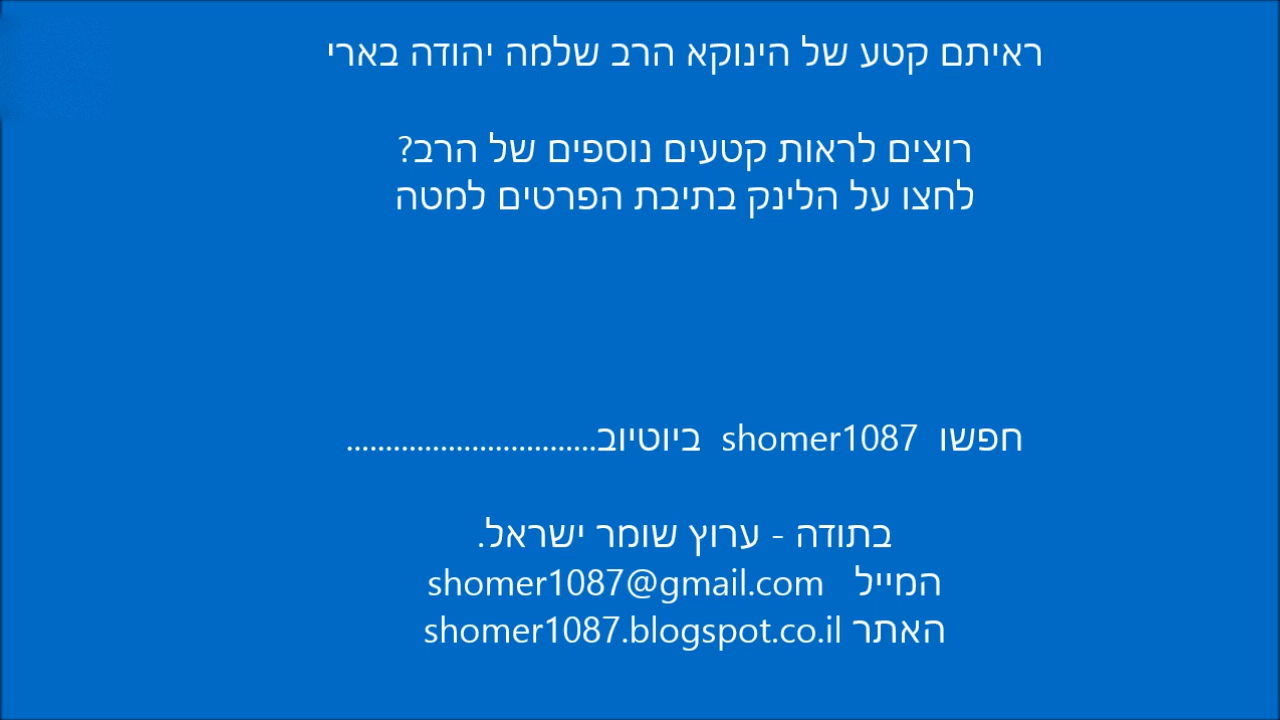 ראיתם קטע של הינוקא הרב שלמה יהודה בארי
רוצים לראות קטעים נוספים של הרב?
לחצו על הלינק בתיבת הפרטים למטה
חפשו shomer1087 ביוטיוב................................
בתודה - ערוץ שומר ישראל.
המייל shomer1087@gmail.com
האתר shomer1087.blogspot.co.il